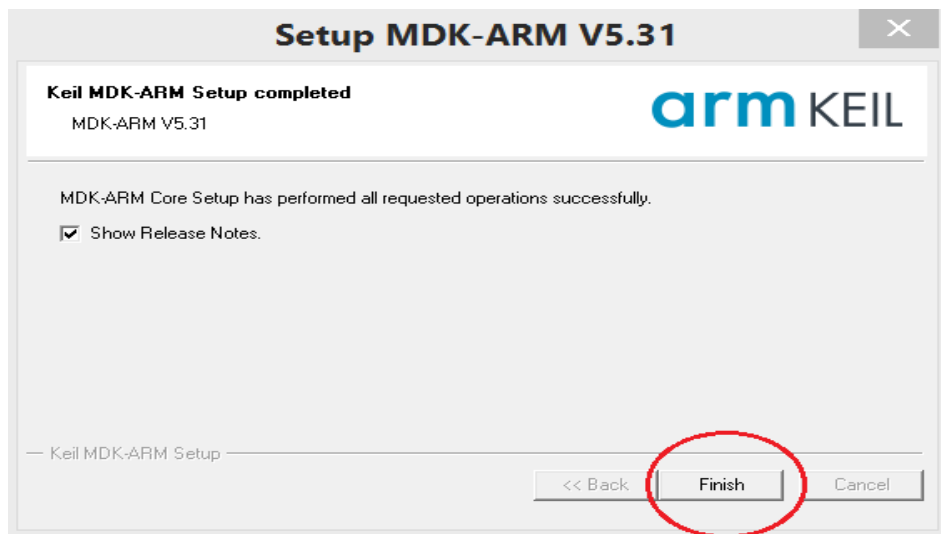 Setup MDK-ARM V5.31
Keil MDK-ARM Setup completed
MDK-ARM V5.31
arm KEIL
MDK-ARM Core Setup has performed all requested operations successfully.
Show Release Notes.
Keil MDK-ARM Setup
<< Back Finish Cancel